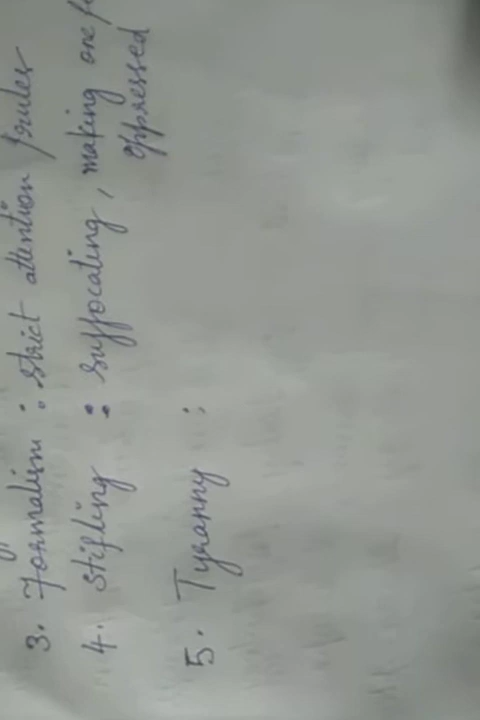 3. Formalism : strict attention
4. stifling : suffocating, making one
oppressed
5. Tyranny :